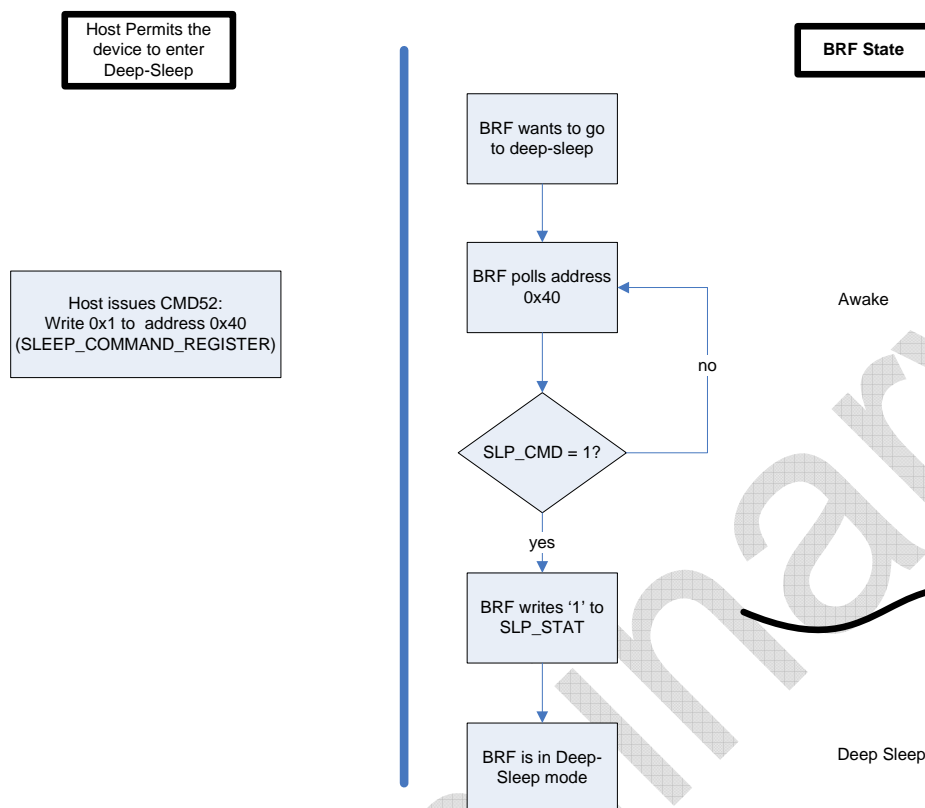 Host Permits the
device to enter
Deep-Sleep
BRF State
BRF wants to go
to deep-sleep
BRF polls address
0x40
Host issues CMD52:
Write 0x1 to  address 0x40
(SLEEP_COMMAND_REGISTER)
Awake
no
SLP_CMD = 1?
yes
BRF writes ‘1’ to
SLP_STAT
BRF is in Deep-
Sleep mode
Deep Sleep